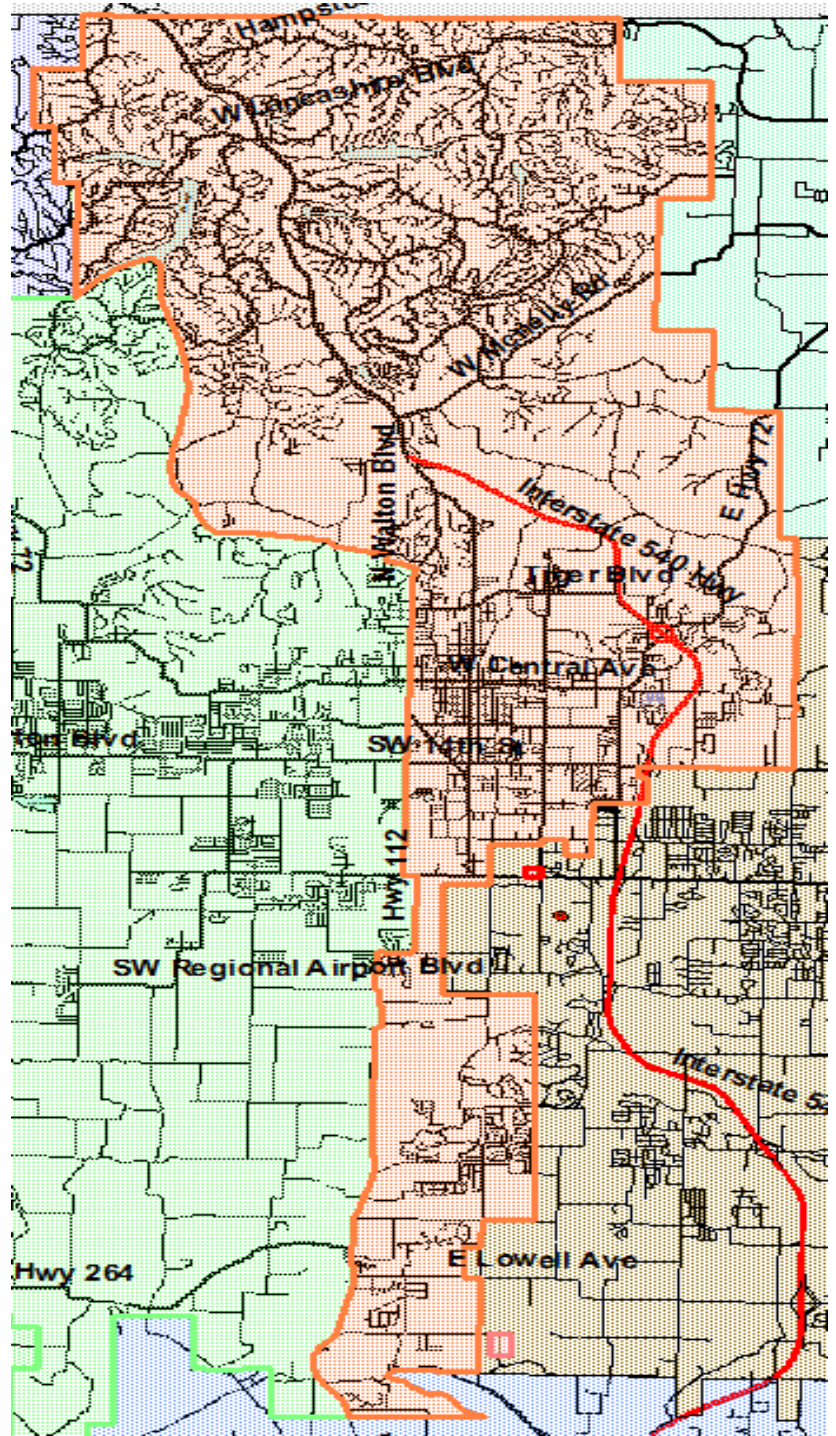 W Lancashire Blvd
W Mcnelly Rd
N Walton Blvd
E Hwy 72
Interstate 540 Hwy
Tiger Blvd
W Central Ave
SW 14th St
Hwy 112
SW Regional Airport Blvd
Interstate 54
E Lowell Ave
Hwy 264